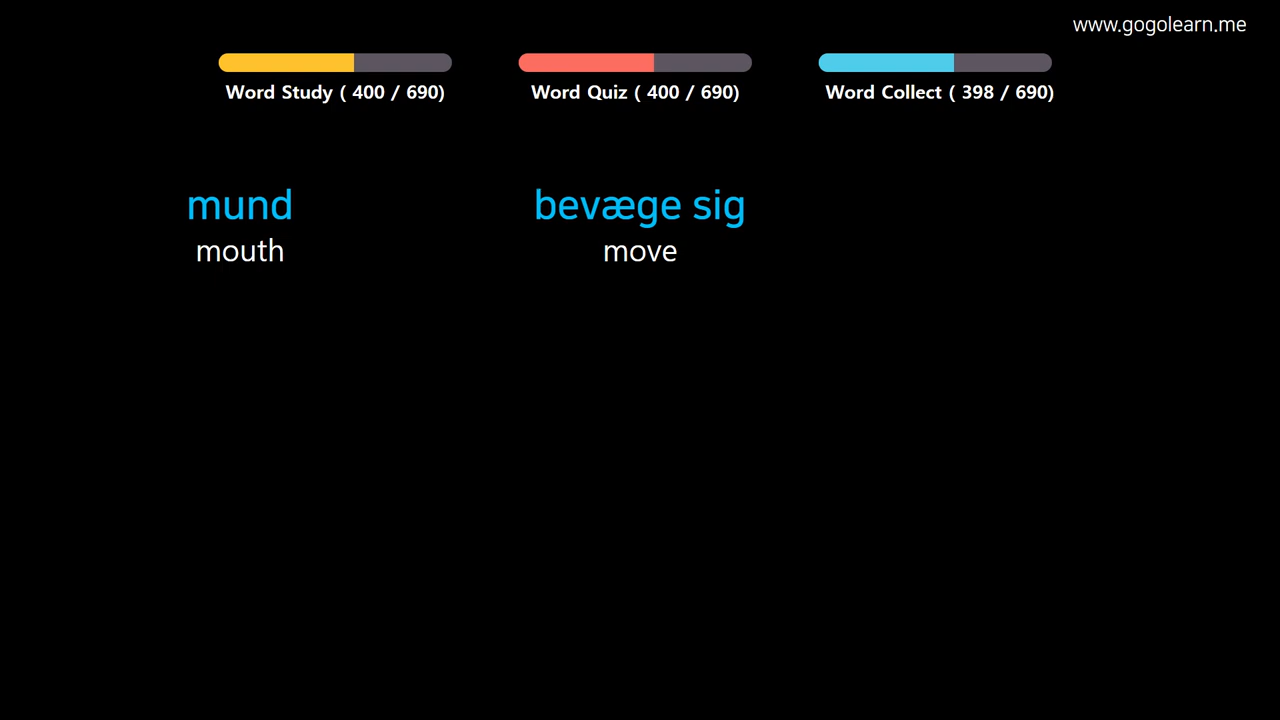 www.gogolearn.me
Word Study ( 400 / 690)
Word Quiz ( 400 / 690)
Word Collect ( 398 / 690)
mund
mouth
bevæge sig
move